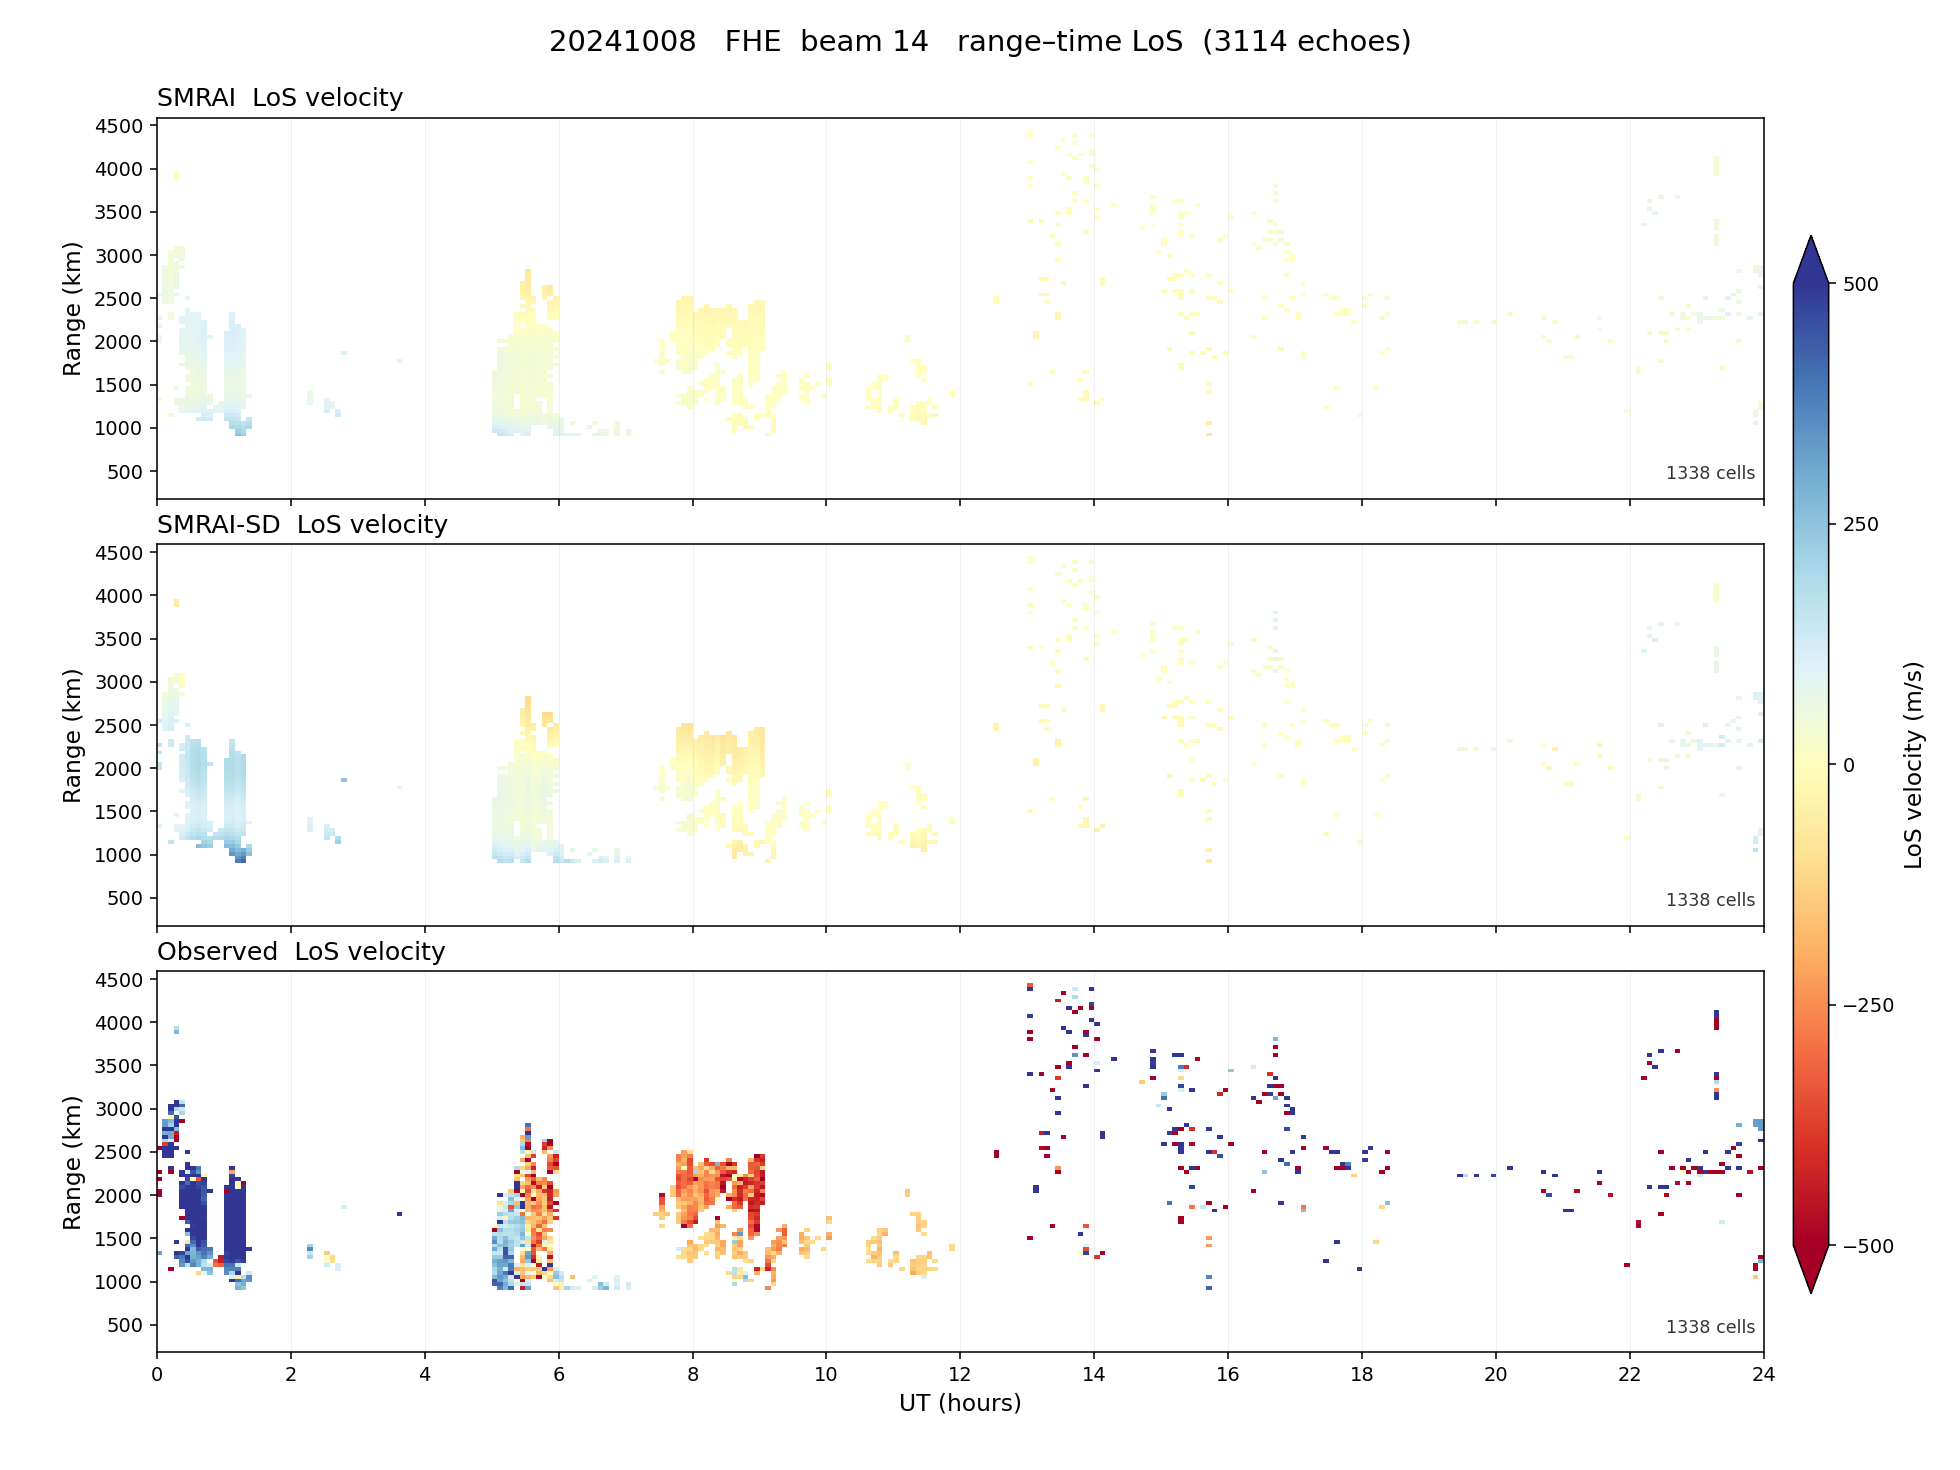 20241008   FHE  beam 14   range–time LoS  (3114 echoes)
SMRAI  LoS velocity
4500
4000
3500
3000
2500
2000
1500
1000
500
Range (km)
1338 cells
SMRAI-SD  LoS velocity
4500
4000
3500
3000
2500
2000
1500
1000
500
Range (km)
1338 cells
Observed  LoS velocity
4500
4000
3500
3000
2500
2000
1500
1000
500
Range (km)
1338 cells
0 2 4 6 8 10 12 14 16 18 20 22 24
UT (hours)
500
250
0
−250
−500
LoS velocity (m/s)